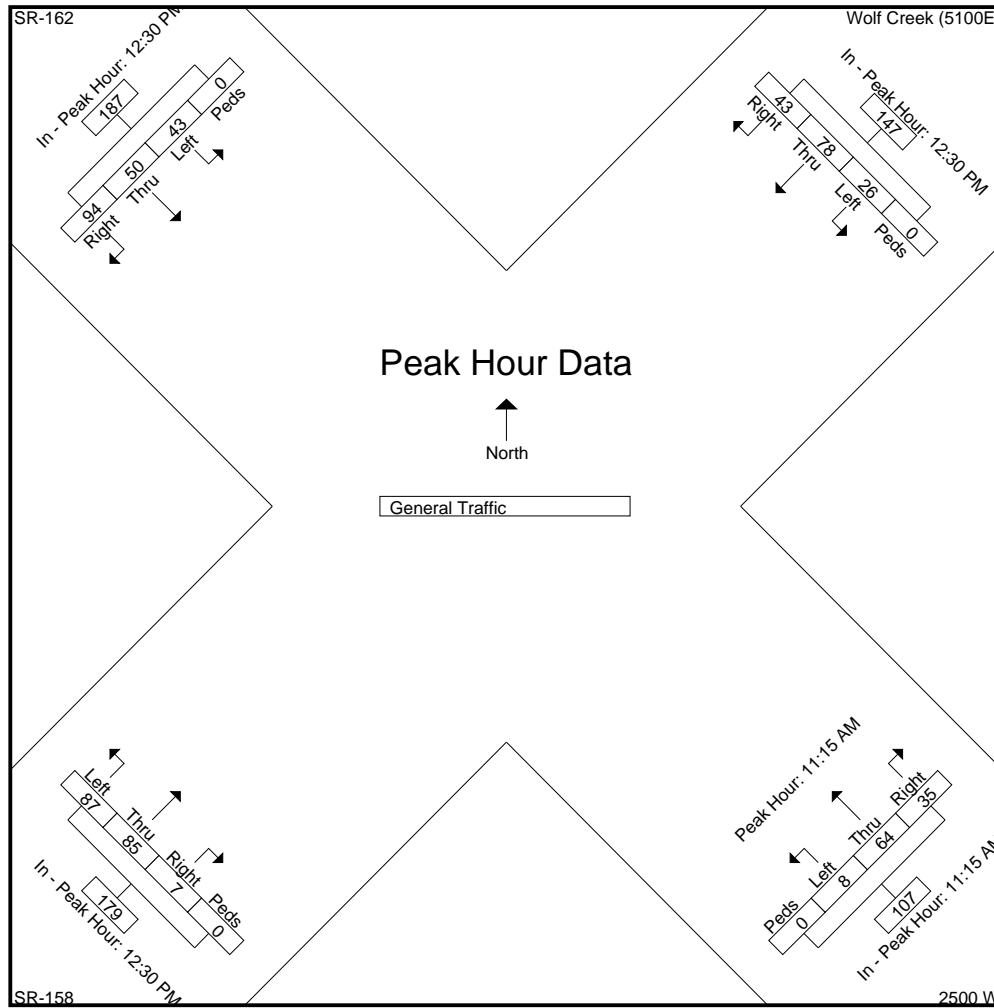 SR-162
Wolf Creek (5100E
In - Peak Hour: 12:30 PM
187
0
43
50
94
Peds
Left
Thru
Right
In - Peak Hour: 12:30 PM
147
43
78
26
0
Right
Thru
Left
Peds
Peak Hour Data
North
General Traffic
Left
Thru
Right
Peds
87
85
7
0
179
In - Peak Hour: 12:30 PM
SR-158
Peak Hour: 11:15 AM
Right
Thru
Left
Peds
35
64
8
0
107
In - Peak Hour: 11:15 AM
2500 W